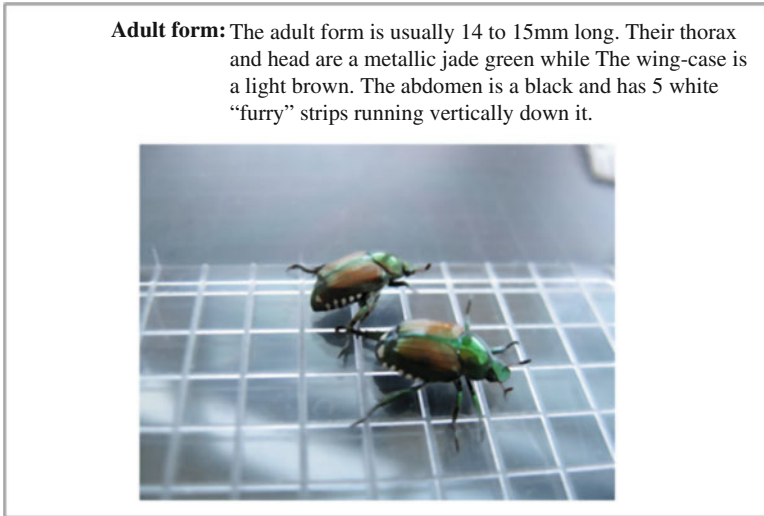 Adult form: The adult form is usually 14 to 15mm long. Their thorax
and head are a metallic jade green while The wing-case is
a light brown. The abdomen is a black and has 5 white
“furry” strips running vertically down it.